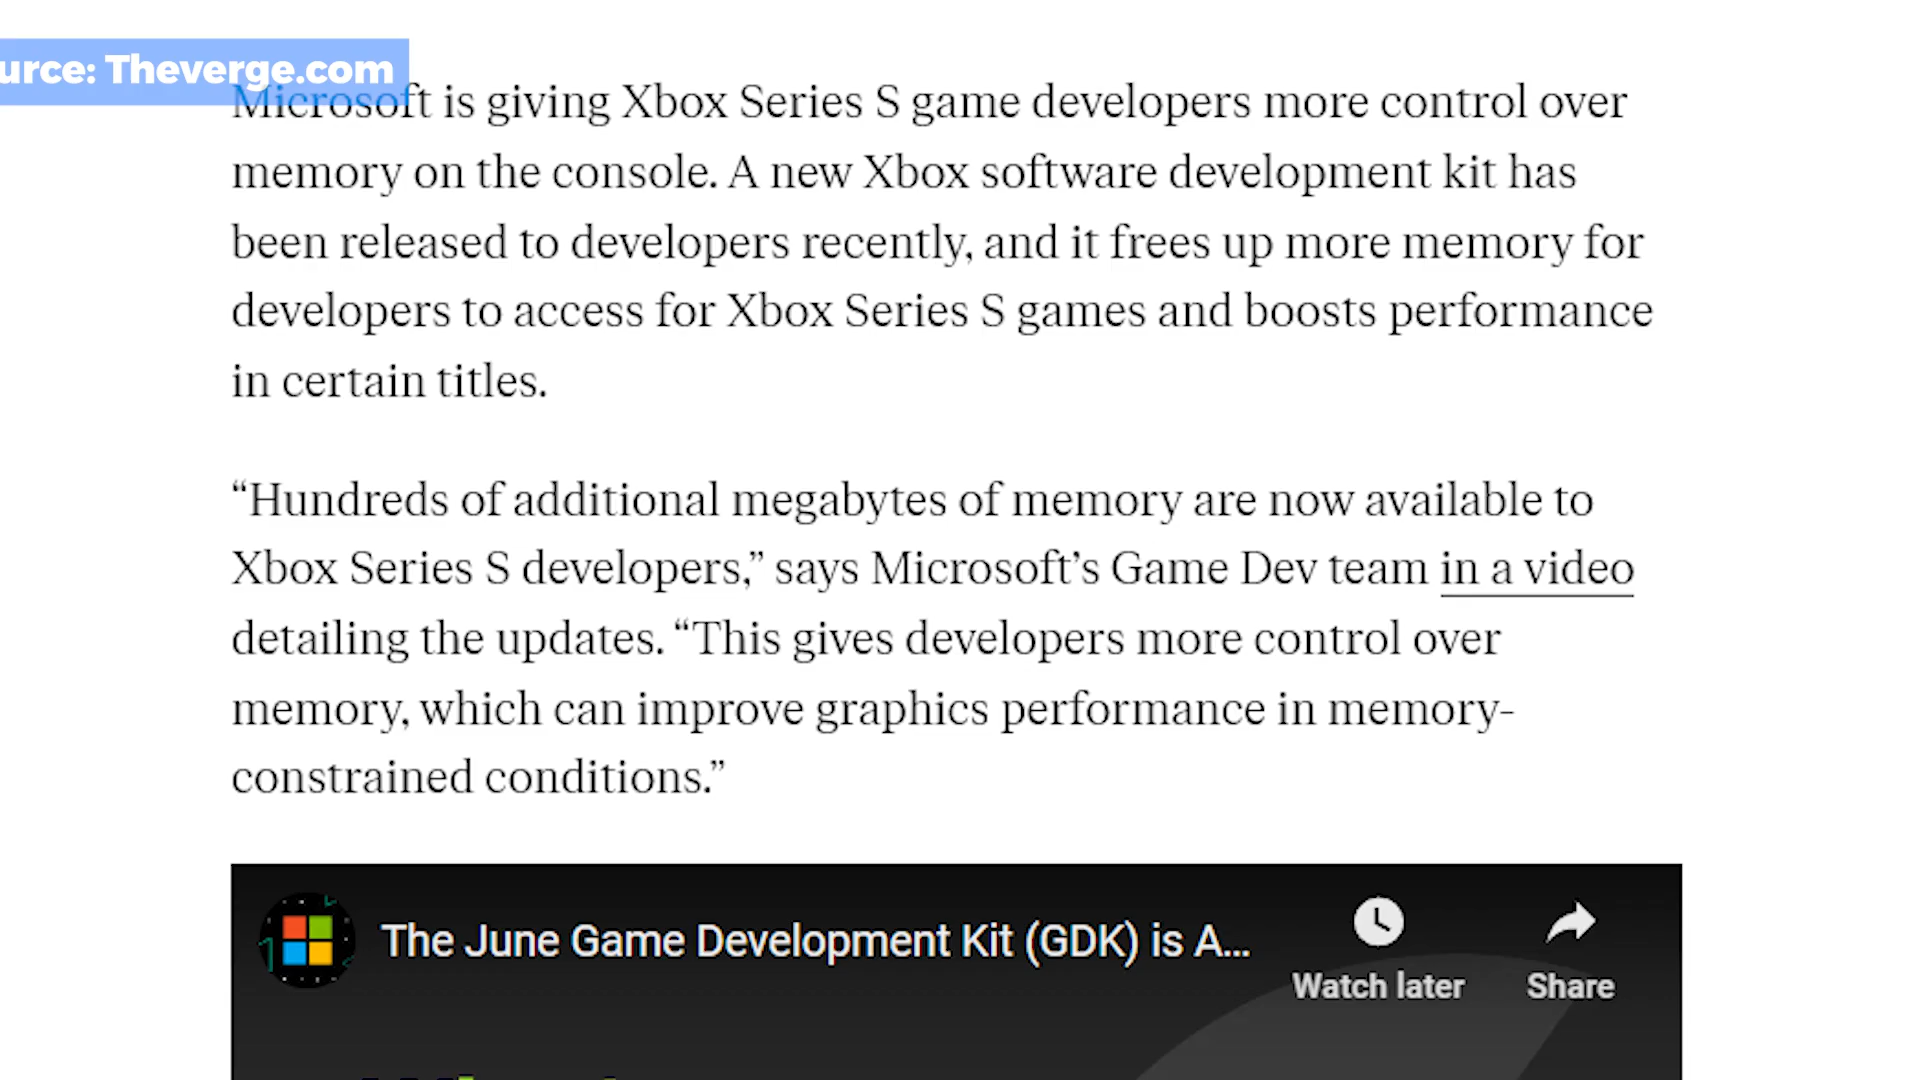 urce: Theverge.com
Microsoft is giving Xbox Series S game developers more control over
memory on the console. A new Xbox software development kit has
been released to developers recently, and it frees up more memory for
developers to access for Xbox Series S games and boosts performance
in certain titles.
“Hundreds of additional megabytes of memory are now available to
Xbox Series S developers,” says Microsoft’s Game Dev team in a video
detailing the updates. “This gives developers more control over
memory, which can improve graphics performance in memory-
constrained conditions.”
The June Game Development Kit (GDK) is A...
Watch later
Share